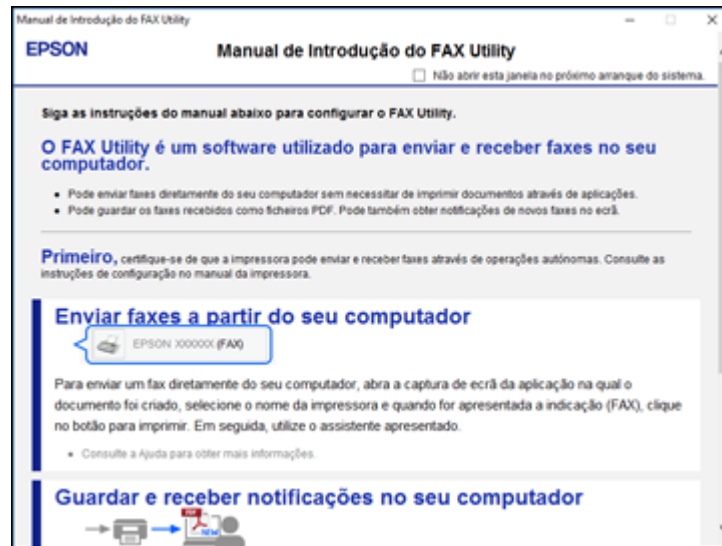 Manual de Introdução do FAX Utility
EPSON
Manual de Introdução do FAX Utility
Não abrir esta janela no próximo arranque do sistema.
Siga as instruções do manual abaixo para configurar o FAX Utility.
O FAX Utility é um software utilizado para enviar e receber faxes no seu
computador.
• Pode enviar faxes diretamente do seu computador sem necessitar de imprimir documentos através de aplicações.
• Pode guardar os faxes recebidos como ficheiros PDF. Pode também obter notificações de novos faxes no ecrã.
Primeiro, certifique-se de que a impressora pode enviar e receber faxes através de operações autónomas. Consulte as
instruções de configuração no manual da impressora.
Enviar faxes a partir do seu computador
EPSON XXXXXX (FAX)
Para enviar um fax diretamente do seu computador, abra a captura de ecrã da aplicação na qual o
documento foi criado, selecione o nome da impressora e quando for apresentada a indicação (FAX), clique
no botão para imprimir. Em seguida, utilize o assistente apresentado.
• Consulte a Ajuda para obter mais informações.
Guardar e receber notificações no seu computador
PDF
NEW